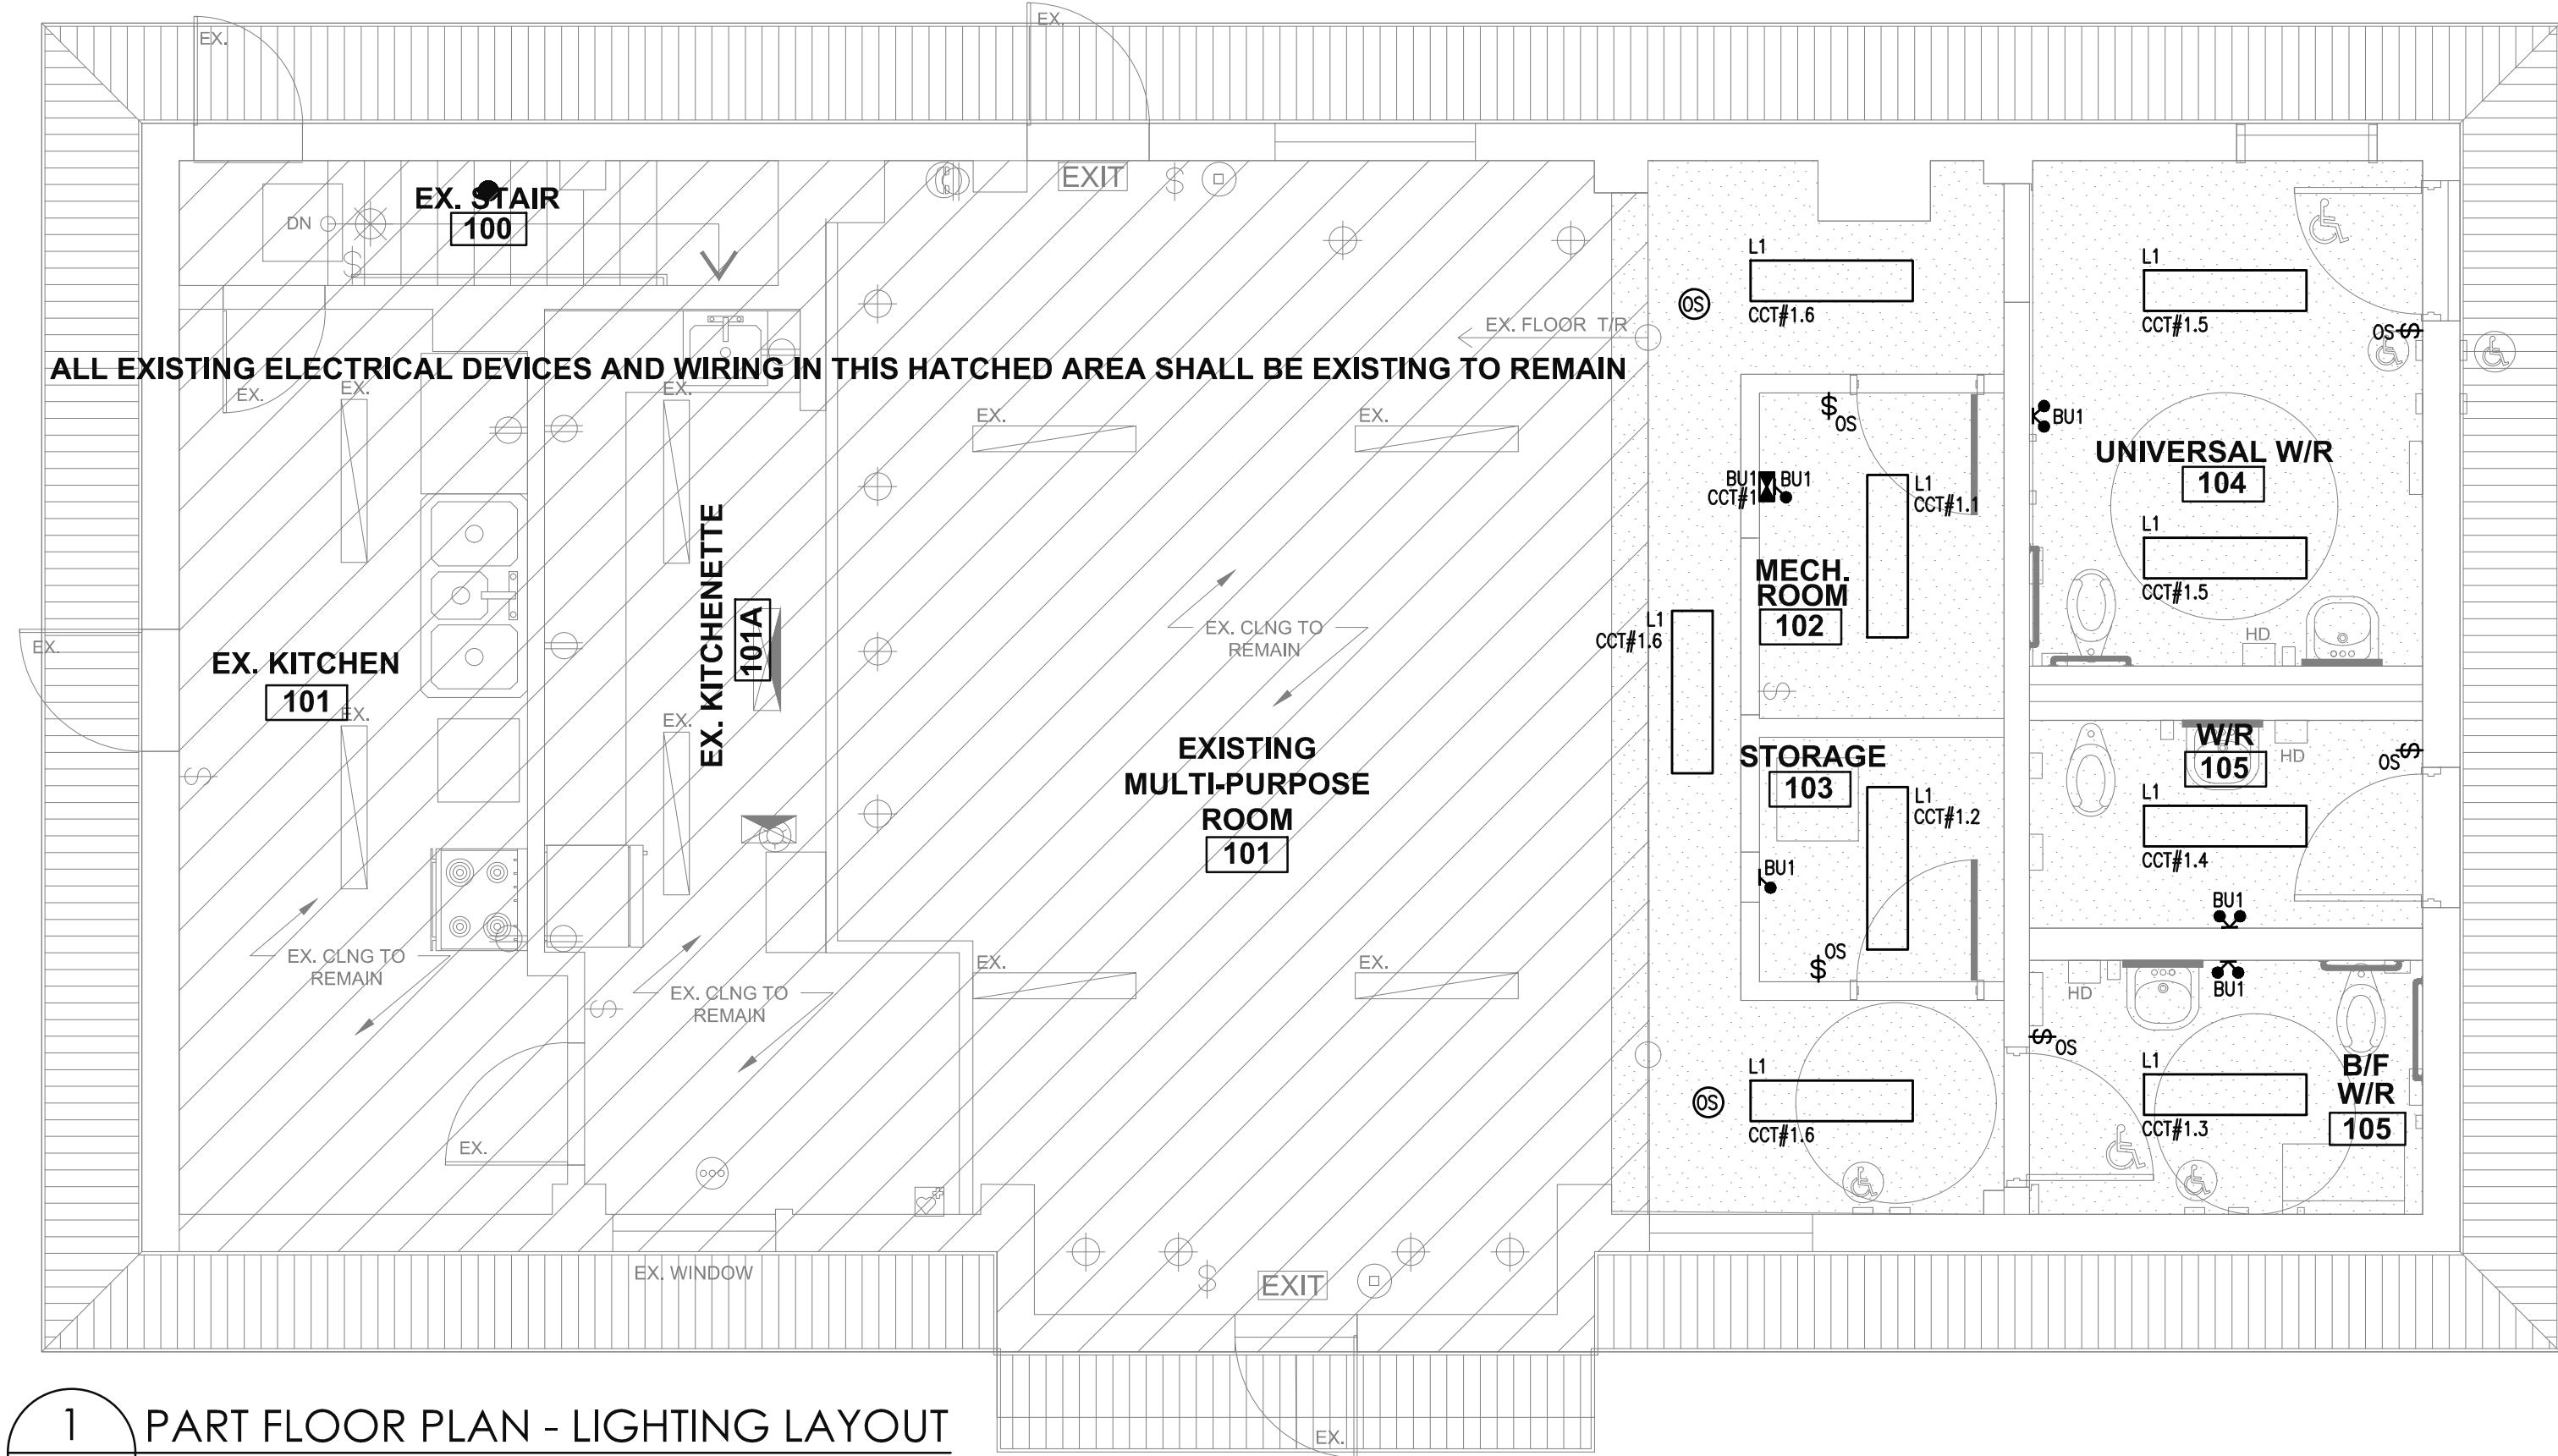 EX.
EX.
EX. STAIR
100
DN
$
EXIT
$
EX. FLOOR T/R
ALL EXISTING ELECTRICAL DEVICES AND WIRING IN THIS HATCHED AREA SHALL BE EXISTING TO REMAIN
EX.
EX.
EX.
EX.
EX.
EX.
EX. KITCHEN
101
EX.
EX.
EX. KITCHENETTE
101A
$
EX. CLNG TO
REMAIN
EX. CLNG TO
REMAIN
$
EX.
EX. CLNG TO
REMAIN
EXISTING
MULTI-PURPOSE
ROOM
101
EX.
EX.
$
EXIT
EX. WINDOW
EX.
L1
CCT#1.6
OS
$
OS
BU1
CCT#1
BU1
L1
CCT#1.1
MECH.
ROOM
102
$
L1
CCT#1.6
STORAGE
103
L1
CCT#1.2
BU1
$
OS
L1
CCT#1.6
OS
L1
CCT#1.5
OS
$
BU1
UNIVERSAL W/R
104
L1
CCT#1.5
HD
W/R
105
HD
OS
$
L1
CCT#1.4
BU1
BU1
HD
$
OS
L1
CCT#1.3
B/F
W/R
105
1
PART FLOOR PLAN - LIGHTING LAYOUT